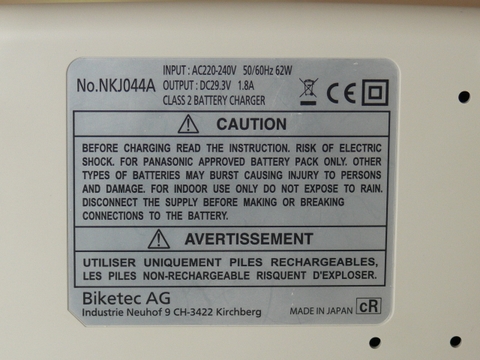 No.NKJ044A
INPUT : AC220-240V 50/60Hz 62W
OUTPUT : DC29.3V 1.8A
CLASS 2 BATTERY CHARGER
CE
CAUTION
BEFORE CHARGING READ THE INSTRUCTION. RISK OF ELECTRIC
SHOCK. FOR PANASONIC APPROVED BATTERY PACK ONLY. OTHER
TYPES OF BATTERIES MAY BURST CAUSING INJURY TO PERSONS
AND DAMAGE. FOR INDOOR USE ONLY DO NOT EXPOSE TO RAIN.
DISCONNECT THE SUPPLY BEFORE MAKING OR BREAKING
CONNECTIONS TO THE BATTERY.
AVERTISSEMENT
UTILISER UNIQUEMENT PILES RECHARGEABLES,
LES PILES NON-RECHARGEABLE RISQUENT D'EXPLOSER.
Biketec AG
Industrie Neuhof 9 CH-3422 Kirchberg
MADE IN JAPAN cR